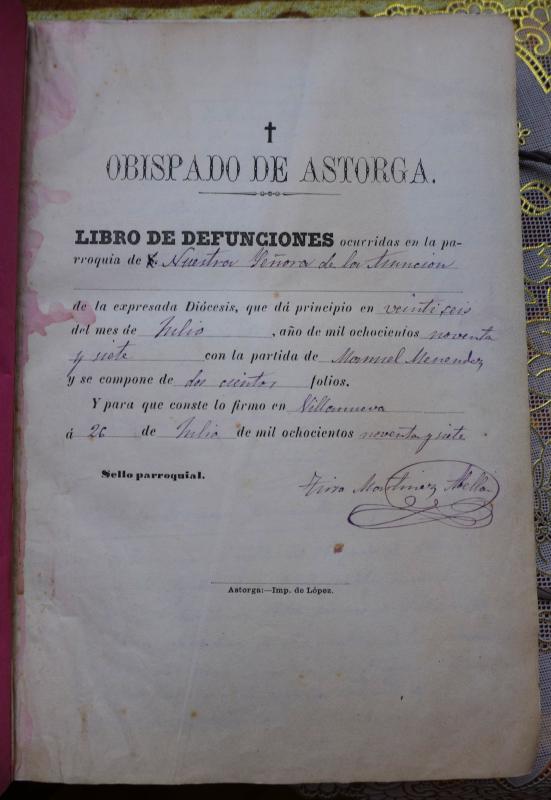 OBISPADO DE ASTORGA.
LIBRO DE DEFUNCIONES ocurridas en la pa-
rroquia de Nuestra Señora de la Asuncion
de la expresada Diócesis, que dá principio en veintiseis
del mes de Julio, año de mil ochocientos noventa
y siete con la partida de Manuel Menendez
y se compone de dos cientos folios.
Y para que conste lo firmo en Villanueva
á 26 de Julio de mil ochocientos noventa y siete
Sello parroquial.
Martinez
Astorga:—Imp. de López.